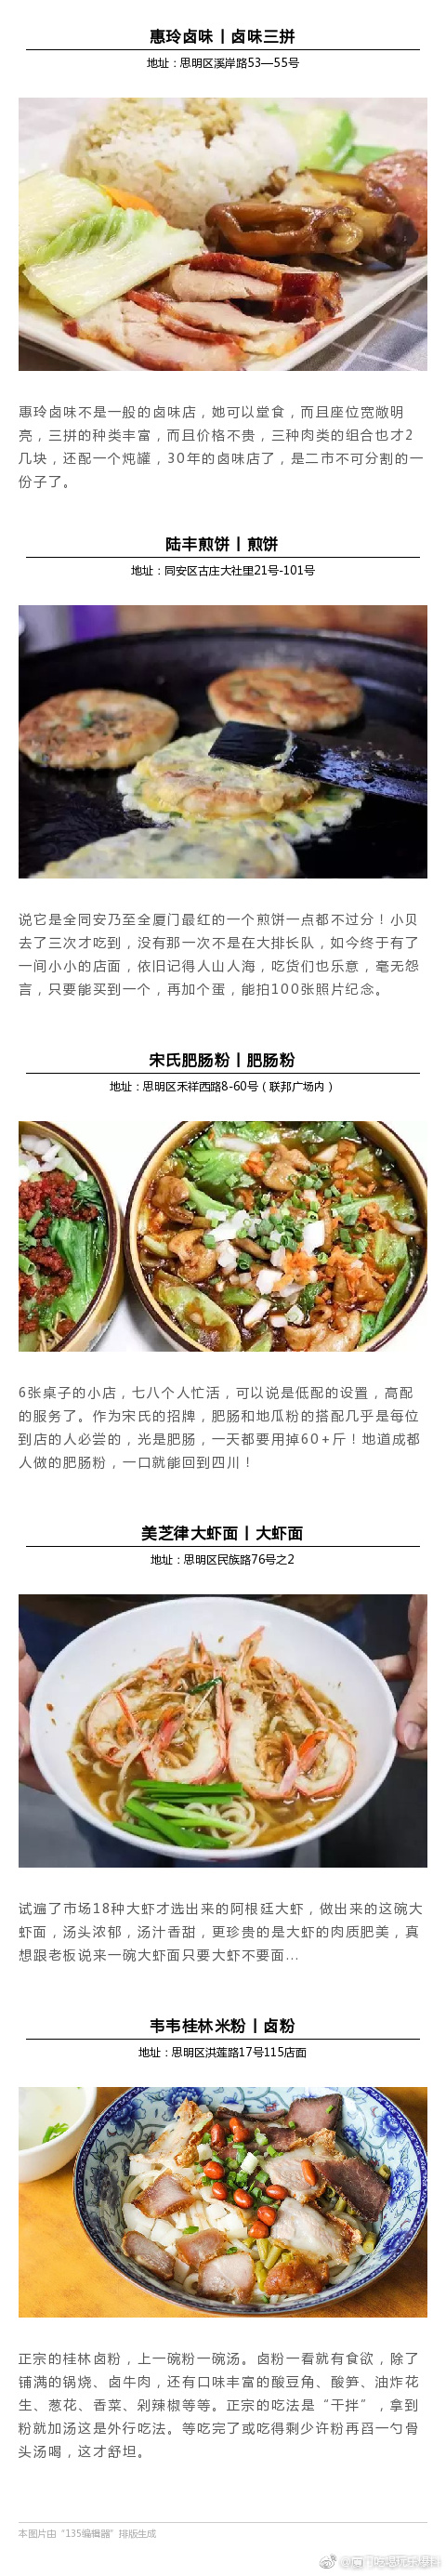 惠玲卤味丨卤味三拼
地址：思明区溪岸路53—55号
惠玲卤味不是一般的卤味店，她可以堂食，而且座位宽敞明
亮，三拼的种类丰富，而且价格不贵，三种肉类的组合也才2
几块，还配一个炖罐，30年的卤味店了，是二市不可分割的一
份子了。
陆丰煎饼丨煎饼
地址：同安区古庄大社里21号-101号
说它是全同安乃至全厦门最红的一个煎饼一点都不过分！小贝
去了三次才吃到，没有那一次不是在大排长队，如今终于有了
一间小小的店面，依旧记得人山人海，吃货们也乐意，毫无怨
言，只要能买到一个，再加个蛋，能拍100张照片纪念。
宋氏肥肠粉丨肥肠粉
地址：思明区禾祥西路8-60号（联邦广场内）
6张桌子的小店，七八个人忙活，可以说是低配的设置，高配
的服务了。作为宋氏的招牌，肥肠和地瓜粉的搭配几乎是每位
到店的人必尝的，光是肥肠，一天都要用掉60+斤！地道成都
人做的肥肠粉，一口就能回到四川！
美芝律大虾面丨大虾面
地址：思明区民族路76号之2
试遍了市场18种大虾才选出来的阿根廷大虾，做出来的这碗大
虾面，汤头浓郁，汤汁香甜，更珍贵的是大虾的肉质肥美，真
想跟老板说来一碗大虾面只要大虾不要面...
韦韦桂林米粉丨卤粉
地址：思明区洪莲路17号115店面
正宗的桂林卤粉，上一碗粉一碗汤。卤粉一看就有食欲，除了
铺满的锅烧、卤牛肉，还有口味丰富的酸豆角、酸笋、油炸花
生、葱花、香菜、剁辣椒等等。正宗的吃法是“干拌”，拿到
粉就加汤这是外行吃法。等吃完了或吃得剩少许粉再舀一勺骨
头汤喝，这才舒坦。
本图片由“135编辑器”排版生成